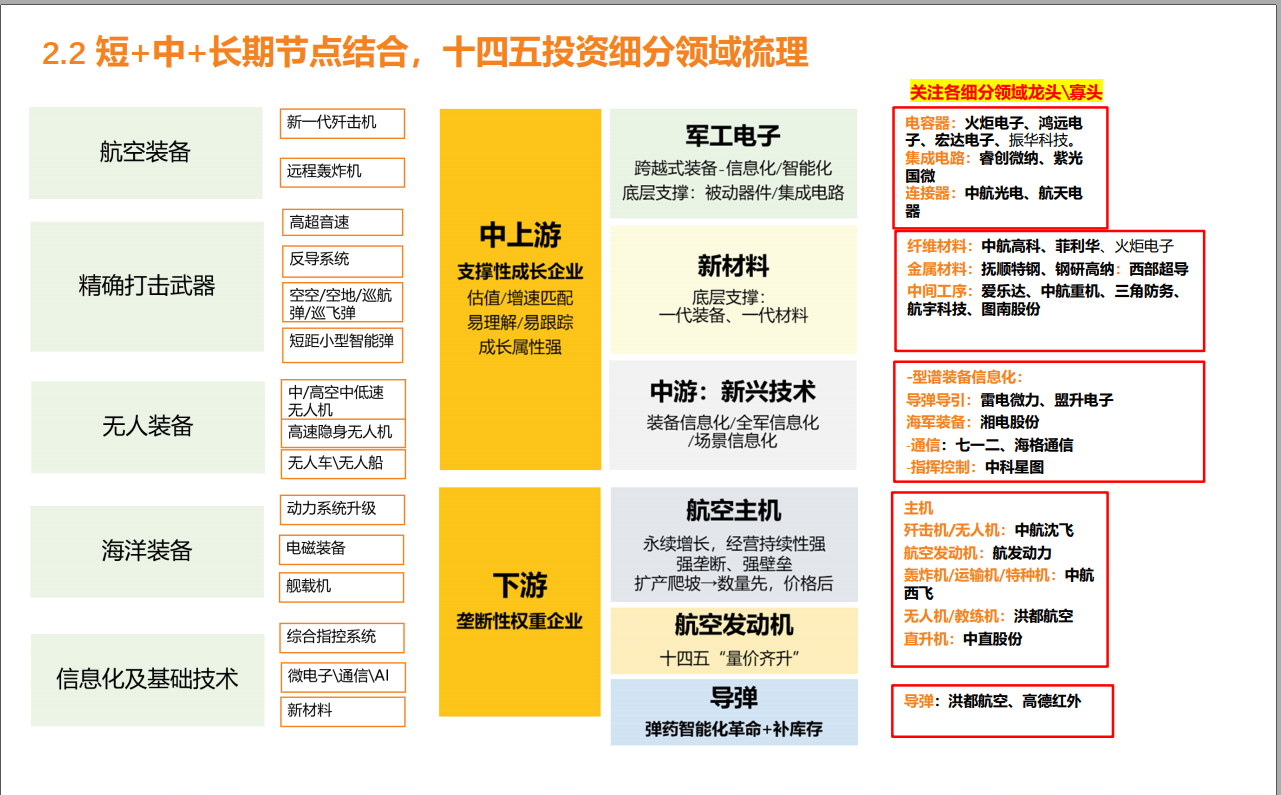 2.2 短+中+长期节点结合，十四五投资细分领域梳理
航空装备
新一代歼击机
远程轰炸机
精确打击武器
高超音速
反导系统
空空/空地/巡航
弹/巡飞弹
短距小型智能弹
无人装备
中/高空中低速
无人机
高速隐身无人机
无人车\无人船
海洋装备
动力系统升级
电磁装备
舰载机
信息化及基础技术
综合指控系统
微电子\通信\AI
新材料
中上游
支撑性成长企业
估值/增速匹配
易理解/易跟踪
成长属性强
下游
垄断性权重企业
军工电子
跨越式装备-信息化/智能化
底层支撑：被动器件/集成电路
新材料
底层支撑：
一代装备、一代材料
中游：新兴技术
装备信息化/全军信息化
/场景信息化
航空主机
永续增长，经营持续性强
强垄断、强壁垒
扩产爬坡→数量先，价格后
航空发动机
十四五“量价齐升”
导弹
弹药智能化革命+补库存
关注各细分领域龙头\寡头
电容器：火炬电子、鸿远电
子、宏达电子、振华科技。
集成电路：睿创微纳、紫光
国微
连接器：中航光电、航天电
器
纤维材料：中航高科、菲利华、火炬电子
金属材料：抚顺特钢、钢研高纳：西部超导
中间工序：爱乐达、中航重机、三角防务、
航宇科技、图南股份
-型谱装备信息化：
导弹导引：雷电微力、盟升电子
海军装备：湘电股份
-通信：七一二、海格通信
-指挥控制：中科星图
主机
歼击机/无人机：中航沈飞
航空发动机：航发动力
轰炸机/运输机/特种机：中航
西飞
无人机/教练机：洪都航空
直升机：中直股份
导弹：洪都航空、高德红外